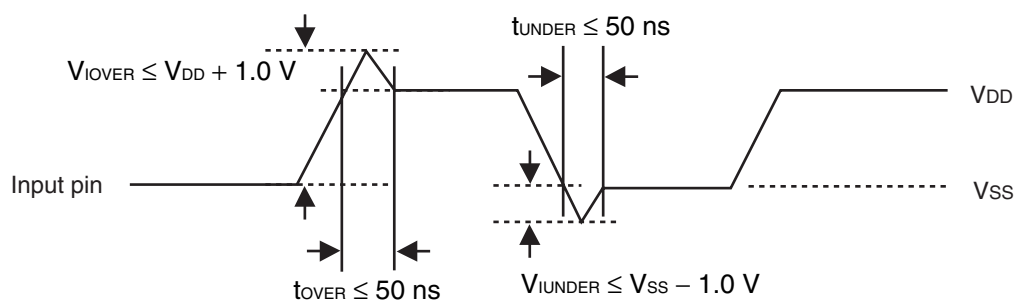 tUNDER ≤ 50 ns
VIOVER ≤ VDD + 1.0 V
VDD
Input pin
VSS
tOVER ≤ 50 ns
VIUNDER ≤ VSS – 1.0 V